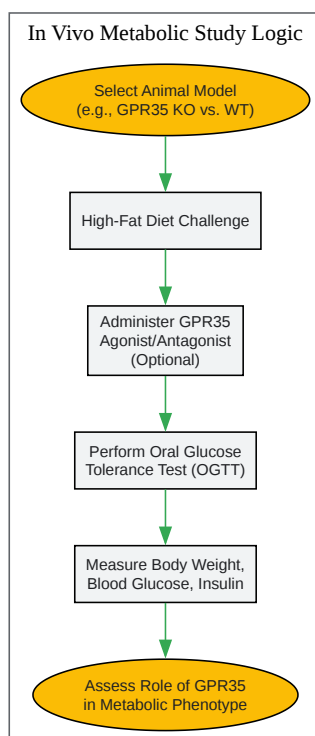 In Vivo Metabolic Study Logic
Select Animal Model
(e.g., GPR35 KO vs. WT)
High-Fat Diet Challenge
Administer GPR35
Agonist/Antagonist
(Optional)
Perform Oral Glucose
Tolerance Test (OGTT)
Measure Body Weight,
Blood Glucose, Insulin
Assess Role of GPR35
in Metabolic Phenotype